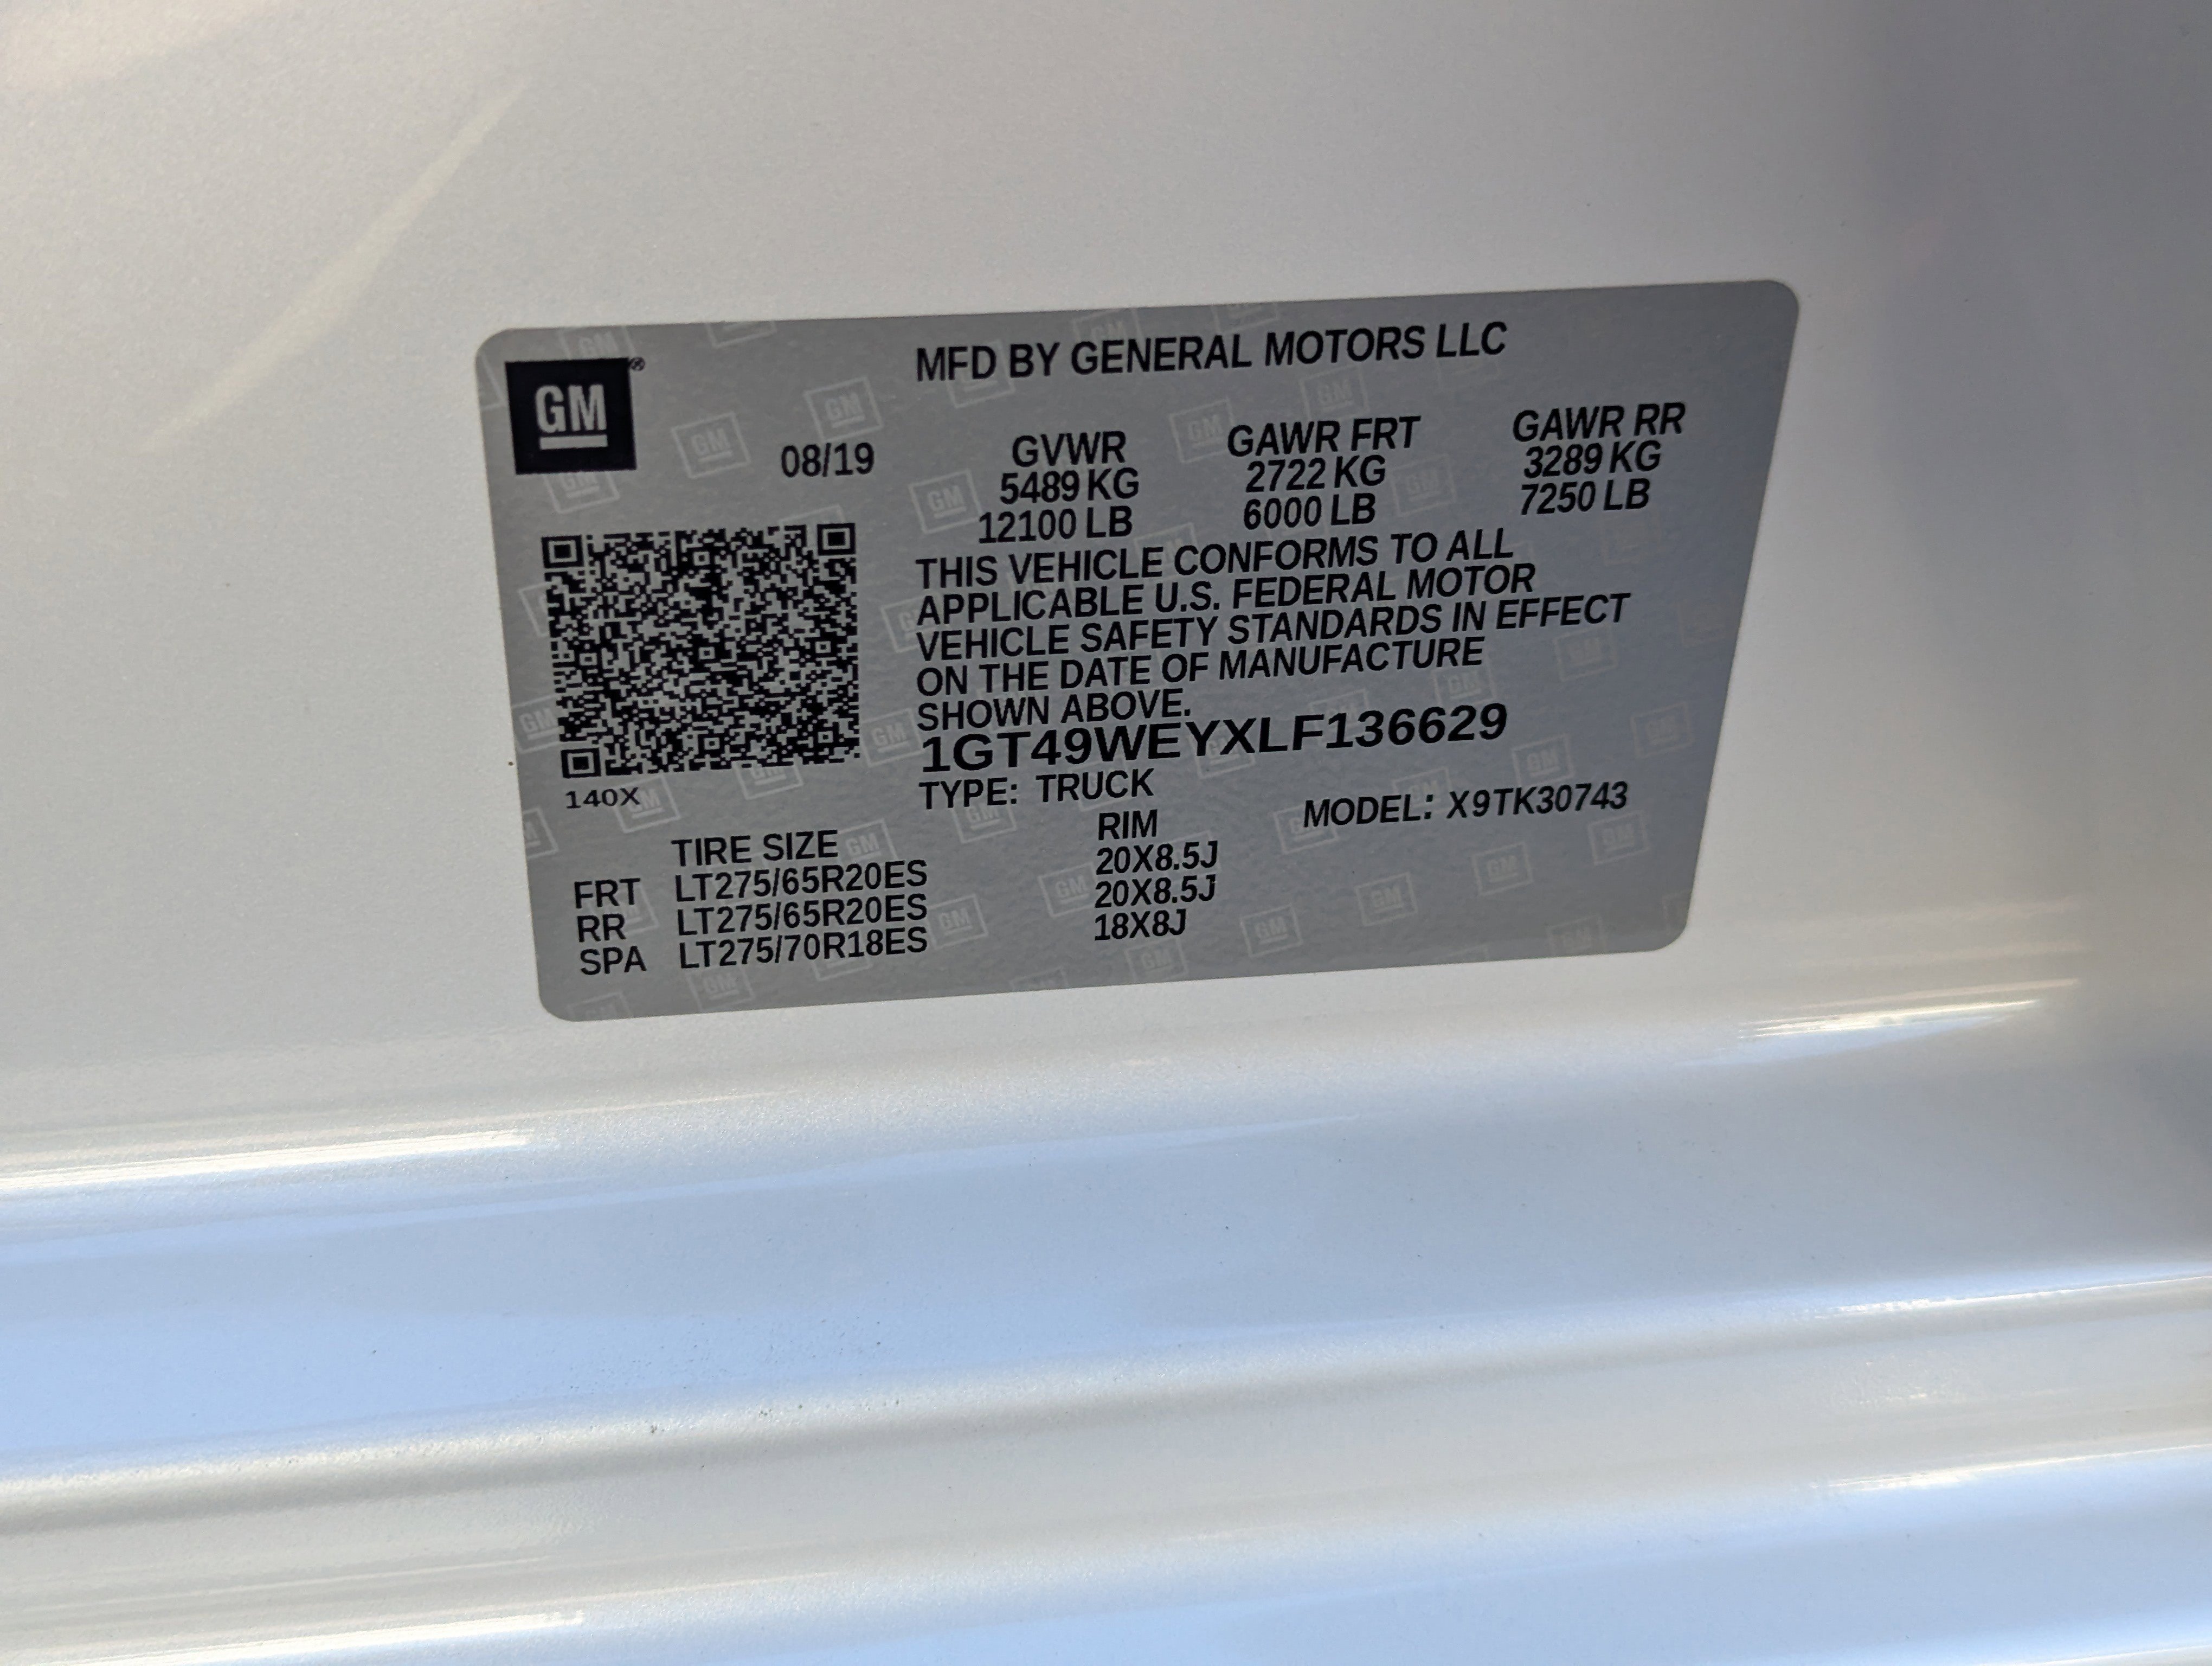 GM®
MFD BY GENERAL MOTORS LLC
08/19
GVWR GAWR FRT GAWR RR
5489 KG 2722 KG 3289 KG
12100 LB 6000 LB 7250 LB
THIS VEHICLE CONFORMS TO ALL
APPLICABLE U.S. FEDERAL MOTOR
VEHICLE SAFETY STANDARDS IN EFFECT
ON THE DATE OF MANUFACTURE
SHOWN ABOVE.
1GT49WEYXLF136629
140X
TYPE: TRUCK
MODEL: X9TK30743
TIRE SIZE RIM
FRT LT275/65R20ES 20X8.5J
RR LT275/65R20ES 20X8.5J
SPA LT275/70R18ES 18X8J